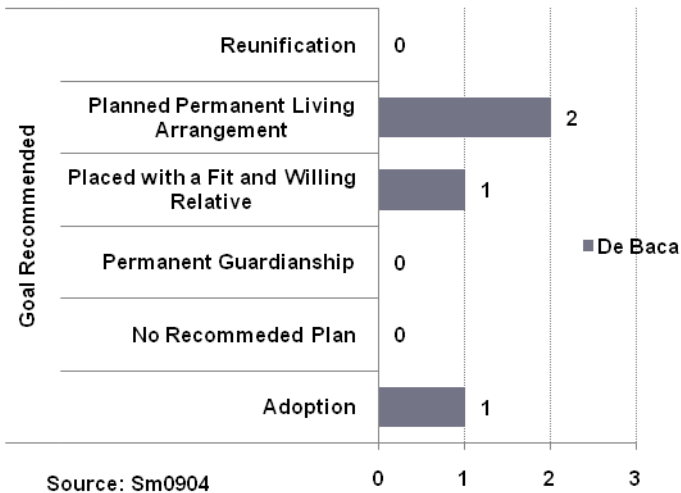 Goal Recommended
Reunification
0
Planned Permanent Living
Arrangement
2
Placed with a Fit and Willing
Relative
1
Permanent Guardianship
0
No Recommeded Plan
0
Adoption
1
De Baca
0 1 2 3
Source: Sm0904